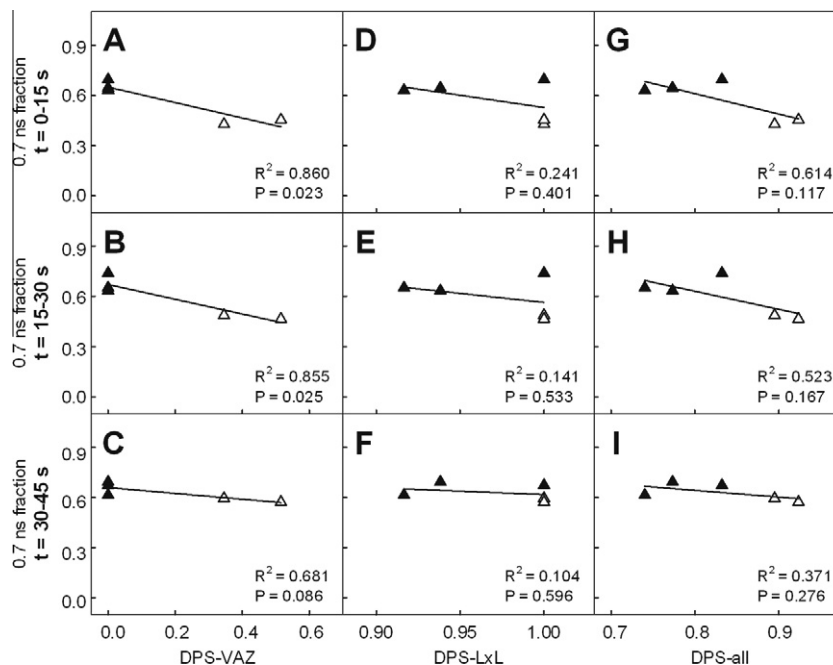 A
D
G
0.7 ns fraction
t = 0-15 s
0.9
0.6
0.3
0.0
R² = 0.860
P = 0.023
R² = 0.241
P = 0.401
R² = 0.614
P = 0.117
B
E
H
0.7 ns fraction
t = 15-30 s
0.9
0.6
0.3
0.0
R² = 0.855
P = 0.025
R² = 0.141
P = 0.533
R² = 0.523
P = 0.167
C
F
I
0.7 ns fraction
t = 30-45 s
0.9
0.6
0.3
0.0
R² = 0.681
P = 0.086
R² = 0.104
P = 0.596
R² = 0.371
P = 0.276
0.0 0.2 0.4 0.6
0.90 0.95 1.00
0.7 0.8 0.9
DPS-VAZ
DPS-LxL
DPS-all